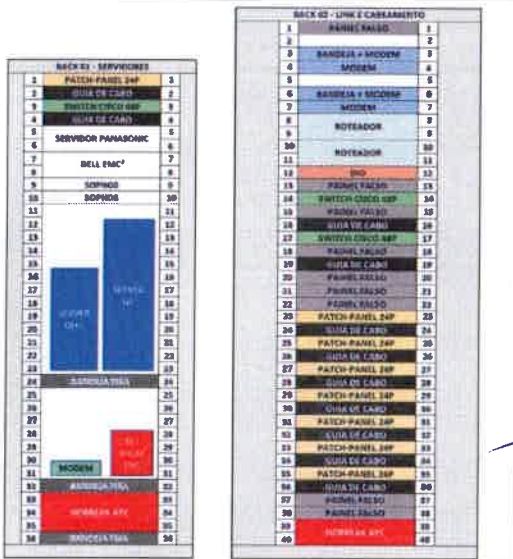 RACK 01 - SERVIDORES
1 PATCH-PANEL 24P 1
2 GUIA DE CABO 2
3 SWITCH CISCO 48P 3
4 GUIA DE CABO 4
5 5
SERVIDOR PANASONIC
6 6
7 7
DELL EMC²
8 8
9 SOPHOS 9
10 SOPHOS 10
11 11
12 12
13 13
14 14
15 15
16 16
17 17
18 18
19 19
20 20
21 21
22 22
23 23
24 BANDEJA FIXA 24
25 25
26 26
27 27
28 28
29 29
30 30
31 MODEM 31
32 BANDEJA FIXA 32
33 33
34 NOBREAK APC 34
35 35
36 BANDEJA FIXA 36
RACK 02 - LINK E CABEAMENTO
1 PAINEL FALSO 1
2 2
3 BANDEJA + MODEM 3
4 MODEM 4
5 5
6 BANDEJA + MODEM 6
7 MODEM 7
8 8
ROTEADOR
9 9
10 10
ROTEADOR
11 11
12 DIO 12
13 PAINEL FALSO 13
14 SWITCH CISCO 48P 14
15 PAINEL FALSO 15
16 GUIA DE CABO 16
17 SWITCH CISCO 48P 17
18 PAINEL FALSO 18
19 GUIA DE CABO 19
20 PAINEL FALSO 20
21 PAINEL FALSO 21
22 PAINEL FALSO 22
23 PATCH-PANEL 24P 23
24 GUIA DE CABO 24
25 PATCH-PANEL 24P 25
26 GUIA DE CABO 26
27 PATCH-PANEL 24P 27
28 GUIA DE CABO 28
29 PATCH-PANEL 24P 29
30 GUIA DE CABO 30
31 PATCH-PANEL 24P 31
32 GUIA DE CABO 32
33 PATCH-PANEL 24P 33
34 GUIA DE CABO 34
35 PATCH-PANEL 24P 35
36 GUIA DE CABO 36
37 PAINEL FALSO 37
38 PAINEL FALSO 38
39 39
NOBREAK APC
40 40